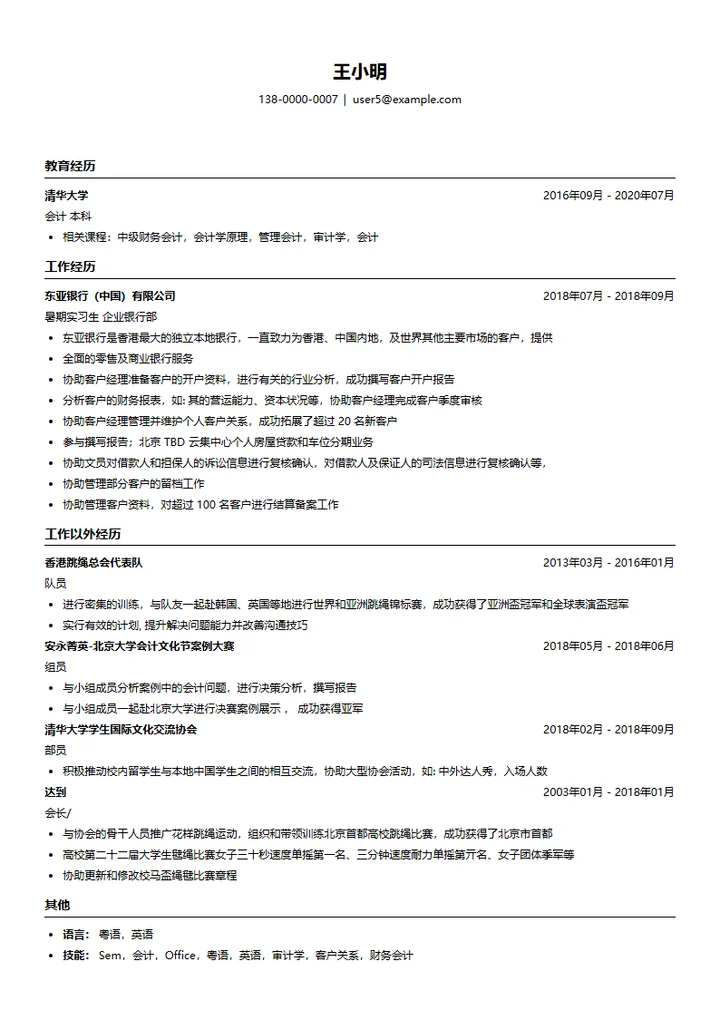 王小明
138-0000-0007 | user5@example.com
教育经历
清华大学 2016年09月 - 2020年07月
会计 本科
• 相关课程：中级财务会计，会计学原理，管理会计，审计学，会计
工作经历
东亚银行（中国）有限公司 2018年07月 - 2018年09月
暑期实习生 企业银行部
• 东亚银行是香港最大的独立本地银行，一直致力为香港、中国内地，及世界其他主要市场的客户，提供
• 全面的零售及商业银行服务
• 协助客户经理准备客户的开户资料，进行有关的行业分析，成功撰写客户开户报告
• 分析客户的财务报表，如: 其的营运能力、资本状况等，协助客户经理完成客户季度审核
• 协助客户经理管理并维护个人客户关系，成功拓展了超过 20 名新客户
• 参与撰写报告；北京 TBD 云集中心个人房屋贷款和车位分期业务
• 协助文员对借款人和担保人的诉讼信息进行复核确认，对借款人及保证人的司法信息进行复核确认等，
• 协助管理部分客户的留档工作
• 协助管理客户资料，对超过 100 名客户进行结算备案工作
工作以外经历
香港跳绳总会代表队 2013年03月 - 2016年01月
队员
• 进行密集的训练，与队友一起赴韩国、英国等地进行世界和亚洲跳绳锦标赛，成功获得了亚洲盃冠军和全球表演盃冠军
• 实行有效的计划, 提升解决问题能力并改善沟通技巧
安永菁英-北京大学会计文化节案例大赛 2018年05月 - 2018年06月
组员
• 与小组成员分析案例中的会计问题，进行决策分析，撰写报告
• 与小组成员一起赴北京大学进行决赛案例展示 ， 成功获得亚军
清华大学学生国际文化交流协会 2018年02月 - 2018年09月
部员
• 积极推动校内留学生与本地中国学生之间的相互交流，协助大型协会活动，如: 中外达人秀，入场人数
达到 2003年01月 - 2018年01月
会长/
• 与协会的骨干人员推广花样跳绳运动，组织和带领训练北京首都高校跳绳比赛，成功获得了北京市首都
• 高校第二十二届大学生毽绳比赛女子三十秒速度单摇第一名、三分钟速度耐力单摇第亓名、女子团体季军等
• 协助更新和修改校马盃绳毽比赛章程
其他
• 语言： 粤语，英语
• 技能： Sem，会计，Office，粤语，英语，审计学，客户关系，财务会计